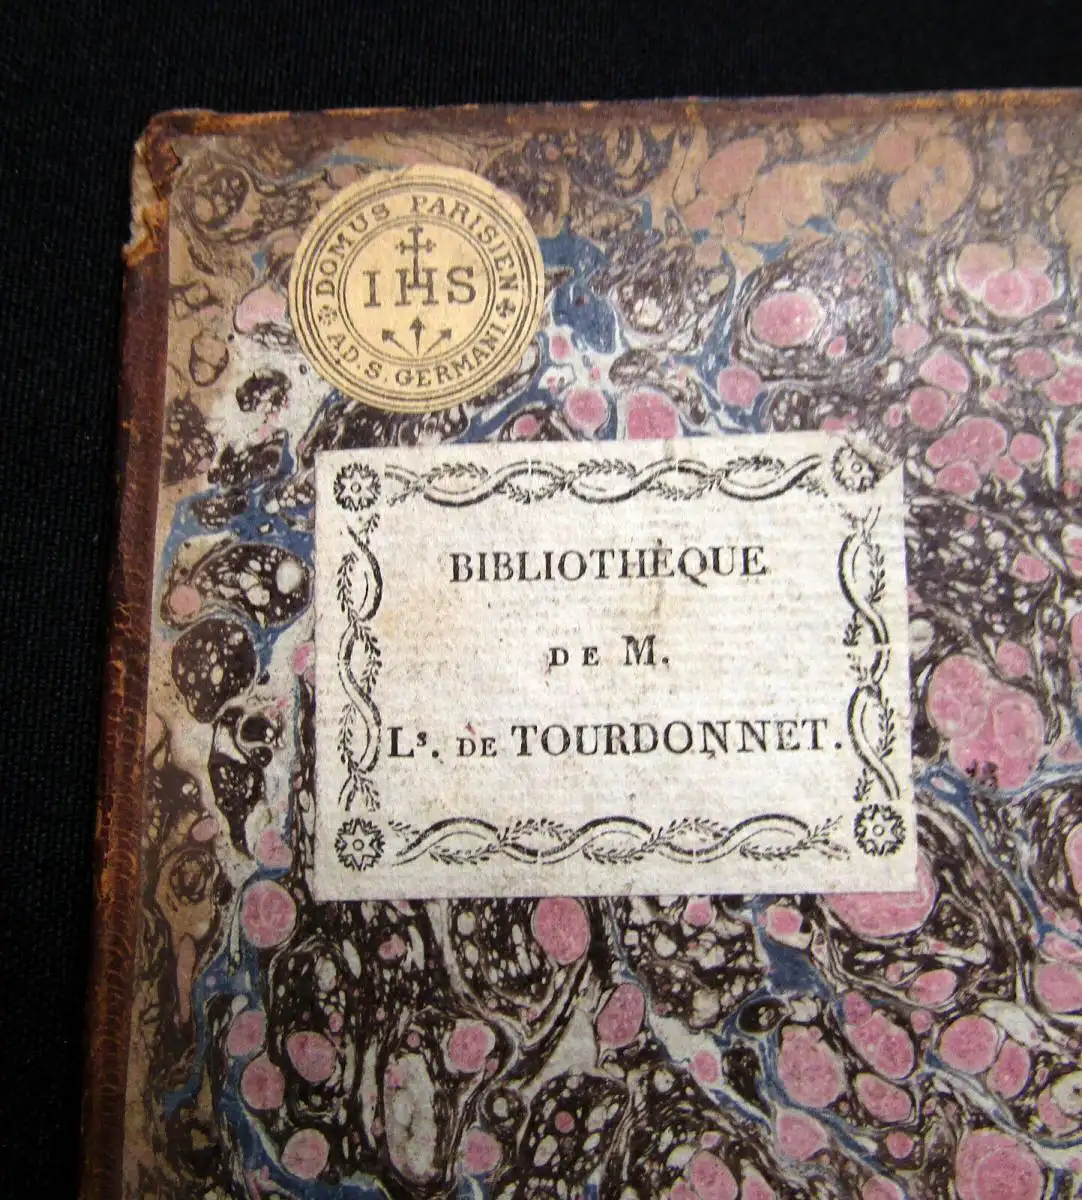 DOMUS PARISIEN
IHS
AD. S. GERMANI.
BIBLIOTHÈQUE
DE M.
Ls. DE TOURDONNET.